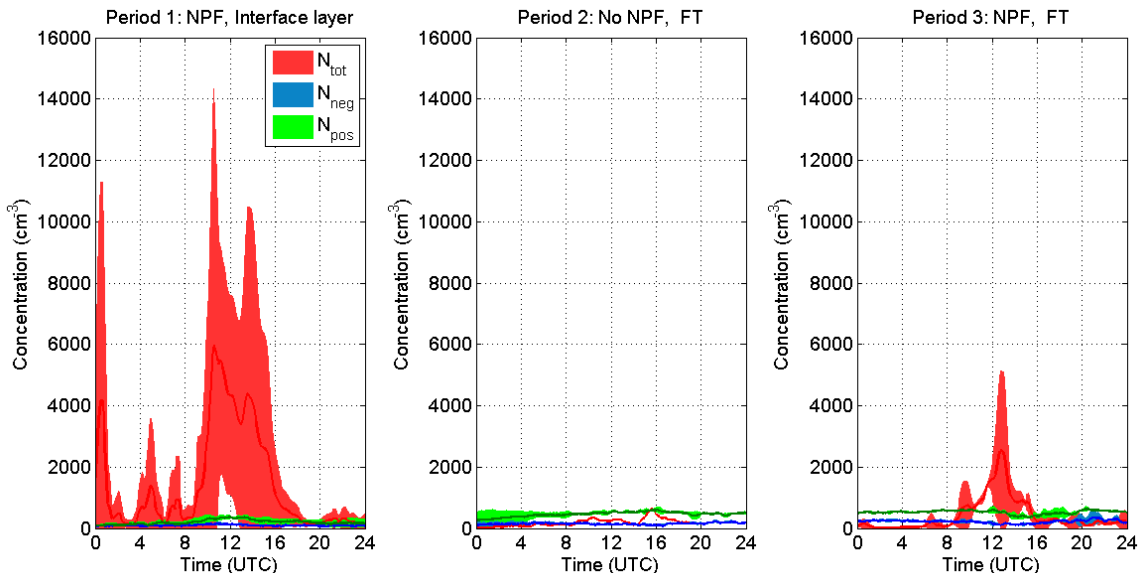 Period 1: NPF, Interface layer
16000
14000
12000
10000
8000
6000
4000
2000
0
0 4 8 12 16 20 24
Concentration (cm-3)
Time (UTC)
Ntot
Nneg
Npos
Period 2: No NPF, FT
16000
14000
12000
10000
8000
6000
4000
2000
0
0 4 8 12 16 20 24
Concentration (cm-3)
Time (UTC)
Period 3: NPF, FT
16000
14000
12000
10000
8000
6000
4000
2000
0
0 4 8 12 16 20 24
Concentration (cm-3)
Time (UTC)